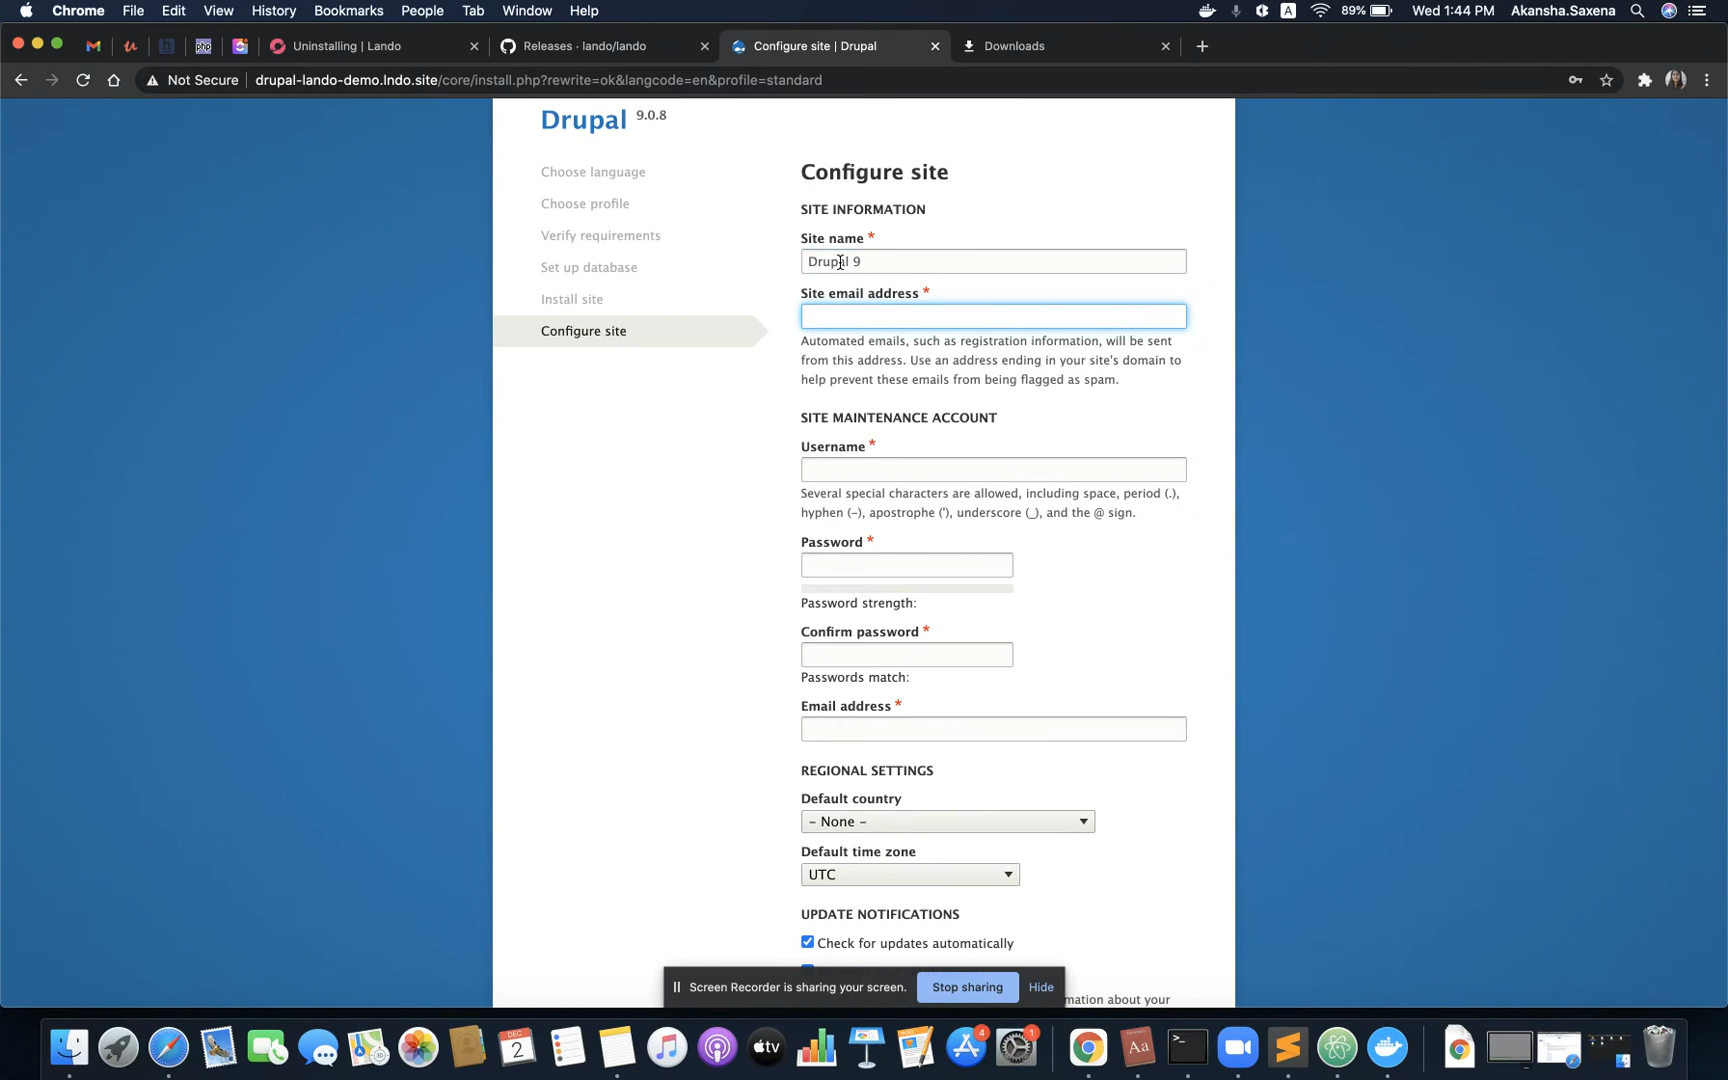 Chrome File Edit View History Bookmarks People Tab Window Help A 89% Wed 1:44 PM Akansha.Saxena
Uninstalling | Lando Releases · lando/lando Configure site | Drupal Downloads
Not Secure drupal-lando-demo.lndo.site/core/install.php?rewrite=ok&langcode=en&profile=standard
Drupal 9.0.8
Choose language
Choose profile
Verify requirements
Set up database
Install site
Configure site
Configure site
SITE INFORMATION
Site name *
Drupal 9
Site email address *
Automated emails, such as registration information, will be sent
from this address. Use an address ending in your site's domain to
help prevent these emails from being flagged as spam.
SITE MAINTENANCE ACCOUNT
Username *
Several special characters are allowed, including space, period (.),
hyphen (-), apostrophe ('), underscore (_), and the @ sign.
Password *
Password strength:
Confirm password *
Passwords match:
Email address *
REGIONAL SETTINGS
Default country
- None -
Default time zone
UTC
UPDATE NOTIFICATIONS
Check for updates automatically
Screen Recorder is sharing your screen. Stop sharing Hide
mation about your
DEC
2
tv
4
1
Aa
>_